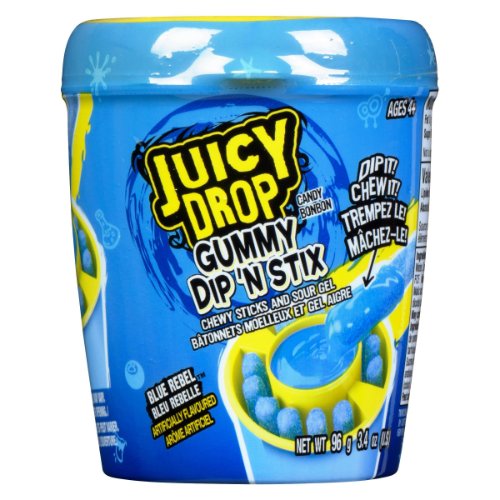 AGES 4+
JUICY
DROP
CANDY
BONBON
GUMMY
DIP 'N STIX
CHEWY STICKS AND SOUR GEL
BÂTONNETS MOELLEUX ET GEL AIGRE
DIP IT!
CHEW IT!
TREMPEZ LE!
MÂCHEZ-LE!
BLUE REBEL™
BLEU REBELLE
ARTIFICIALLY FLAVOURED
ARÔME ARTIFICIEL
NET WT 96 g 3.4 oz